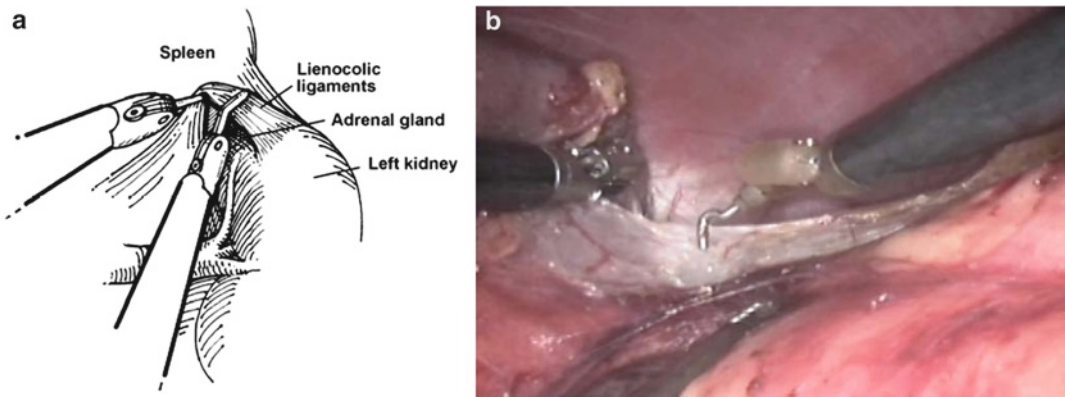 a
Spleen
Lienocolic
ligaments
Adrenal gland
Left kidney
b